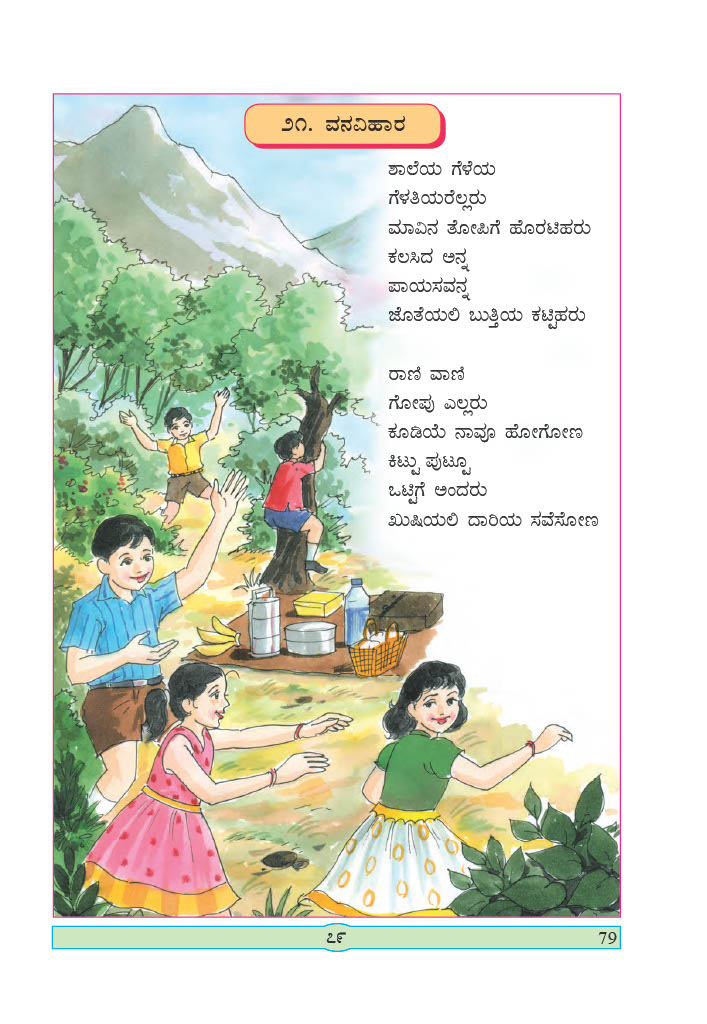 ೨೧. ವನವಿಹಾರ
ಶಾಲೆಯ ಗೆಳೆಯ
ಗೆಳತಿಯರೆಲ್ಲರು
ಮಾವಿನ ತೋಪಿಗೆ ಹೊರಟಿಹರು
ಕಲಸಿದ ಅನ್ನ
ಪಾಯಸವನ್ನ
ಜೊತೆಯಲಿ ಬುತ್ತಿಯ ಕಟ್ಟಿಹರು
ರಾಣಿ ವಾಣಿ
ಗೋಪು ಎಲ್ಲರು
ಕೂಡಿಯೆ ನಾವೂ ಹೋಗೋಣ
ಕಿಟ್ಟು ಪುಟ್ಟೂ
ಒಟ್ಟಿಗೆ ಅಂದರು
ಖುಷಿಯಲಿ ದಾರಿಯ ಸವೆಸೋಣ
೭೯
79